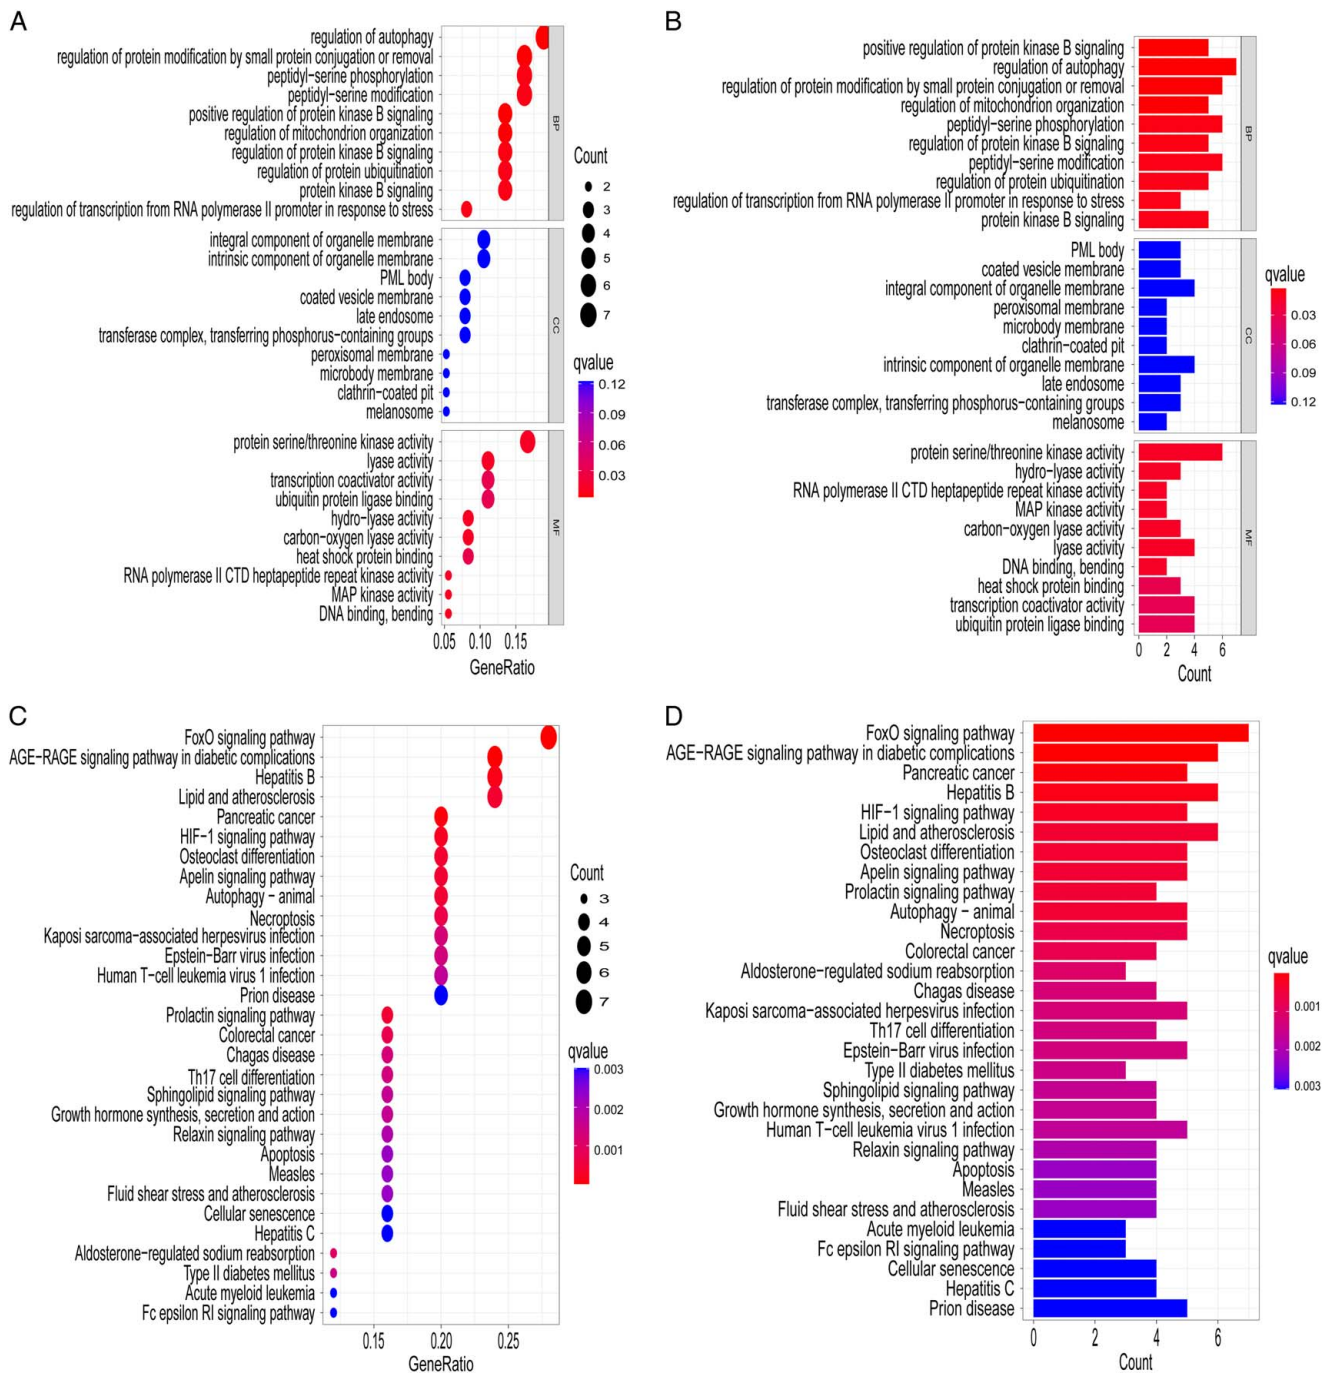 A
regulation of autophagy
regulation of protein modification by small protein conjugation or removal
peptidyl−serine phosphorylation
peptidyl−serine modification
positive regulation of protein kinase B signaling
regulation of mitochondrion organization
regulation of protein kinase B signaling
regulation of protein ubiquitination
protein kinase B signaling
regulation of transcription from RNA polymerase II promoter in response to stress
BP
integral component of organelle membrane
intrinsic component of organelle membrane
PML body
coated vesicle membrane
late endosome
transferase complex, transferring phosphorus−containing groups
peroxisomal membrane
microbody membrane
clathrin−coated pit
melanosome
CC
protein serine/threonine kinase activity
lyase activity
transcription coactivator activity
ubiquitin protein ligase binding
hydro−lyase activity
carbon−oxygen lyase activity
heat shock protein binding
RNA polymerase II CTD heptapeptide repeat kinase activity
MAP kinase activity
DNA binding, bending
MF
0.05 0.10 0.15
GeneRatio
Count
2
3
4
5
6
7
qvalue
0.12
0.09
0.06
0.03
B
positive regulation of protein kinase B signaling
regulation of autophagy
regulation of protein modification by small protein conjugation or removal
regulation of mitochondrion organization
peptidyl−serine phosphorylation
regulation of protein kinase B signaling
peptidyl−serine modification
regulation of protein ubiquitination
regulation of transcription from RNA polymerase II promoter in response to stress
protein kinase B signaling
BP
PML body
coated vesicle membrane
integral component of organelle membrane
peroxisomal membrane
microbody membrane
clathrin−coated pit
intrinsic component of organelle membrane
late endosome
transferase complex, transferring phosphorus−containing groups
melanosome
CC
protein serine/threonine kinase activity
hydro−lyase activity
RNA polymerase II CTD heptapeptide repeat kinase activity
MAP kinase activity
carbon−oxygen lyase activity
lyase activity
DNA binding, bending
heat shock protein binding
transcription coactivator activity
ubiquitin protein ligase binding
MF
0 2 4 6
Count
qvalue
0.03
0.06
0.09
0.12
C
FoxO signaling pathway
AGE−RAGE signaling pathway in diabetic complications
Hepatitis B
Lipid and atherosclerosis
Pancreatic cancer
HIF−1 signaling pathway
Osteoclast differentiation
Apelin signaling pathway
Autophagy − animal
Necroptosis
Kaposi sarcoma−associated herpesvirus infection
Epstein−Barr virus infection
Human T−cell leukemia virus 1 infection
Prion disease
Prolactin signaling pathway
Colorectal cancer
Chagas disease
Th17 cell differentiation
Sphingolipid signaling pathway
Growth hormone synthesis, secretion and action
Relaxin signaling pathway
Apoptosis
Measles
Fluid shear stress and atherosclerosis
Cellular senescence
Hepatitis C
Aldosterone−regulated sodium reabsorption
Type II diabetes mellitus
Acute myeloid leukemia
Fc epsilon RI signaling pathway
0.15 0.20 0.25
GeneRatio
Count
3
4
5
6
7
qvalue
0.003
0.002
0.001
D
FoxO signaling pathway
AGE−RAGE signaling pathway in diabetic complications
Pancreatic cancer
Hepatitis B
HIF−1 signaling pathway
Lipid and atherosclerosis
Osteoclast differentiation
Apelin signaling pathway
Prolactin signaling pathway
Autophagy − animal
Necroptosis
Colorectal cancer
Aldosterone−regulated sodium reabsorption
Chagas disease
Kaposi sarcoma−associated herpesvirus infection
Th17 cell differentiation
Epstein−Barr virus infection
Type II diabetes mellitus
Sphingolipid signaling pathway
Growth hormone synthesis, secretion and action
Human T−cell leukemia virus 1 infection
Relaxin signaling pathway
Apoptosis
Measles
Fluid shear stress and atherosclerosis
Acute myeloid leukemia
Fc epsilon RI signaling pathway
Cellular senescence
Hepatitis C
Prion disease
0 2 4 6
Count
qvalue
0.001
0.002
0.003